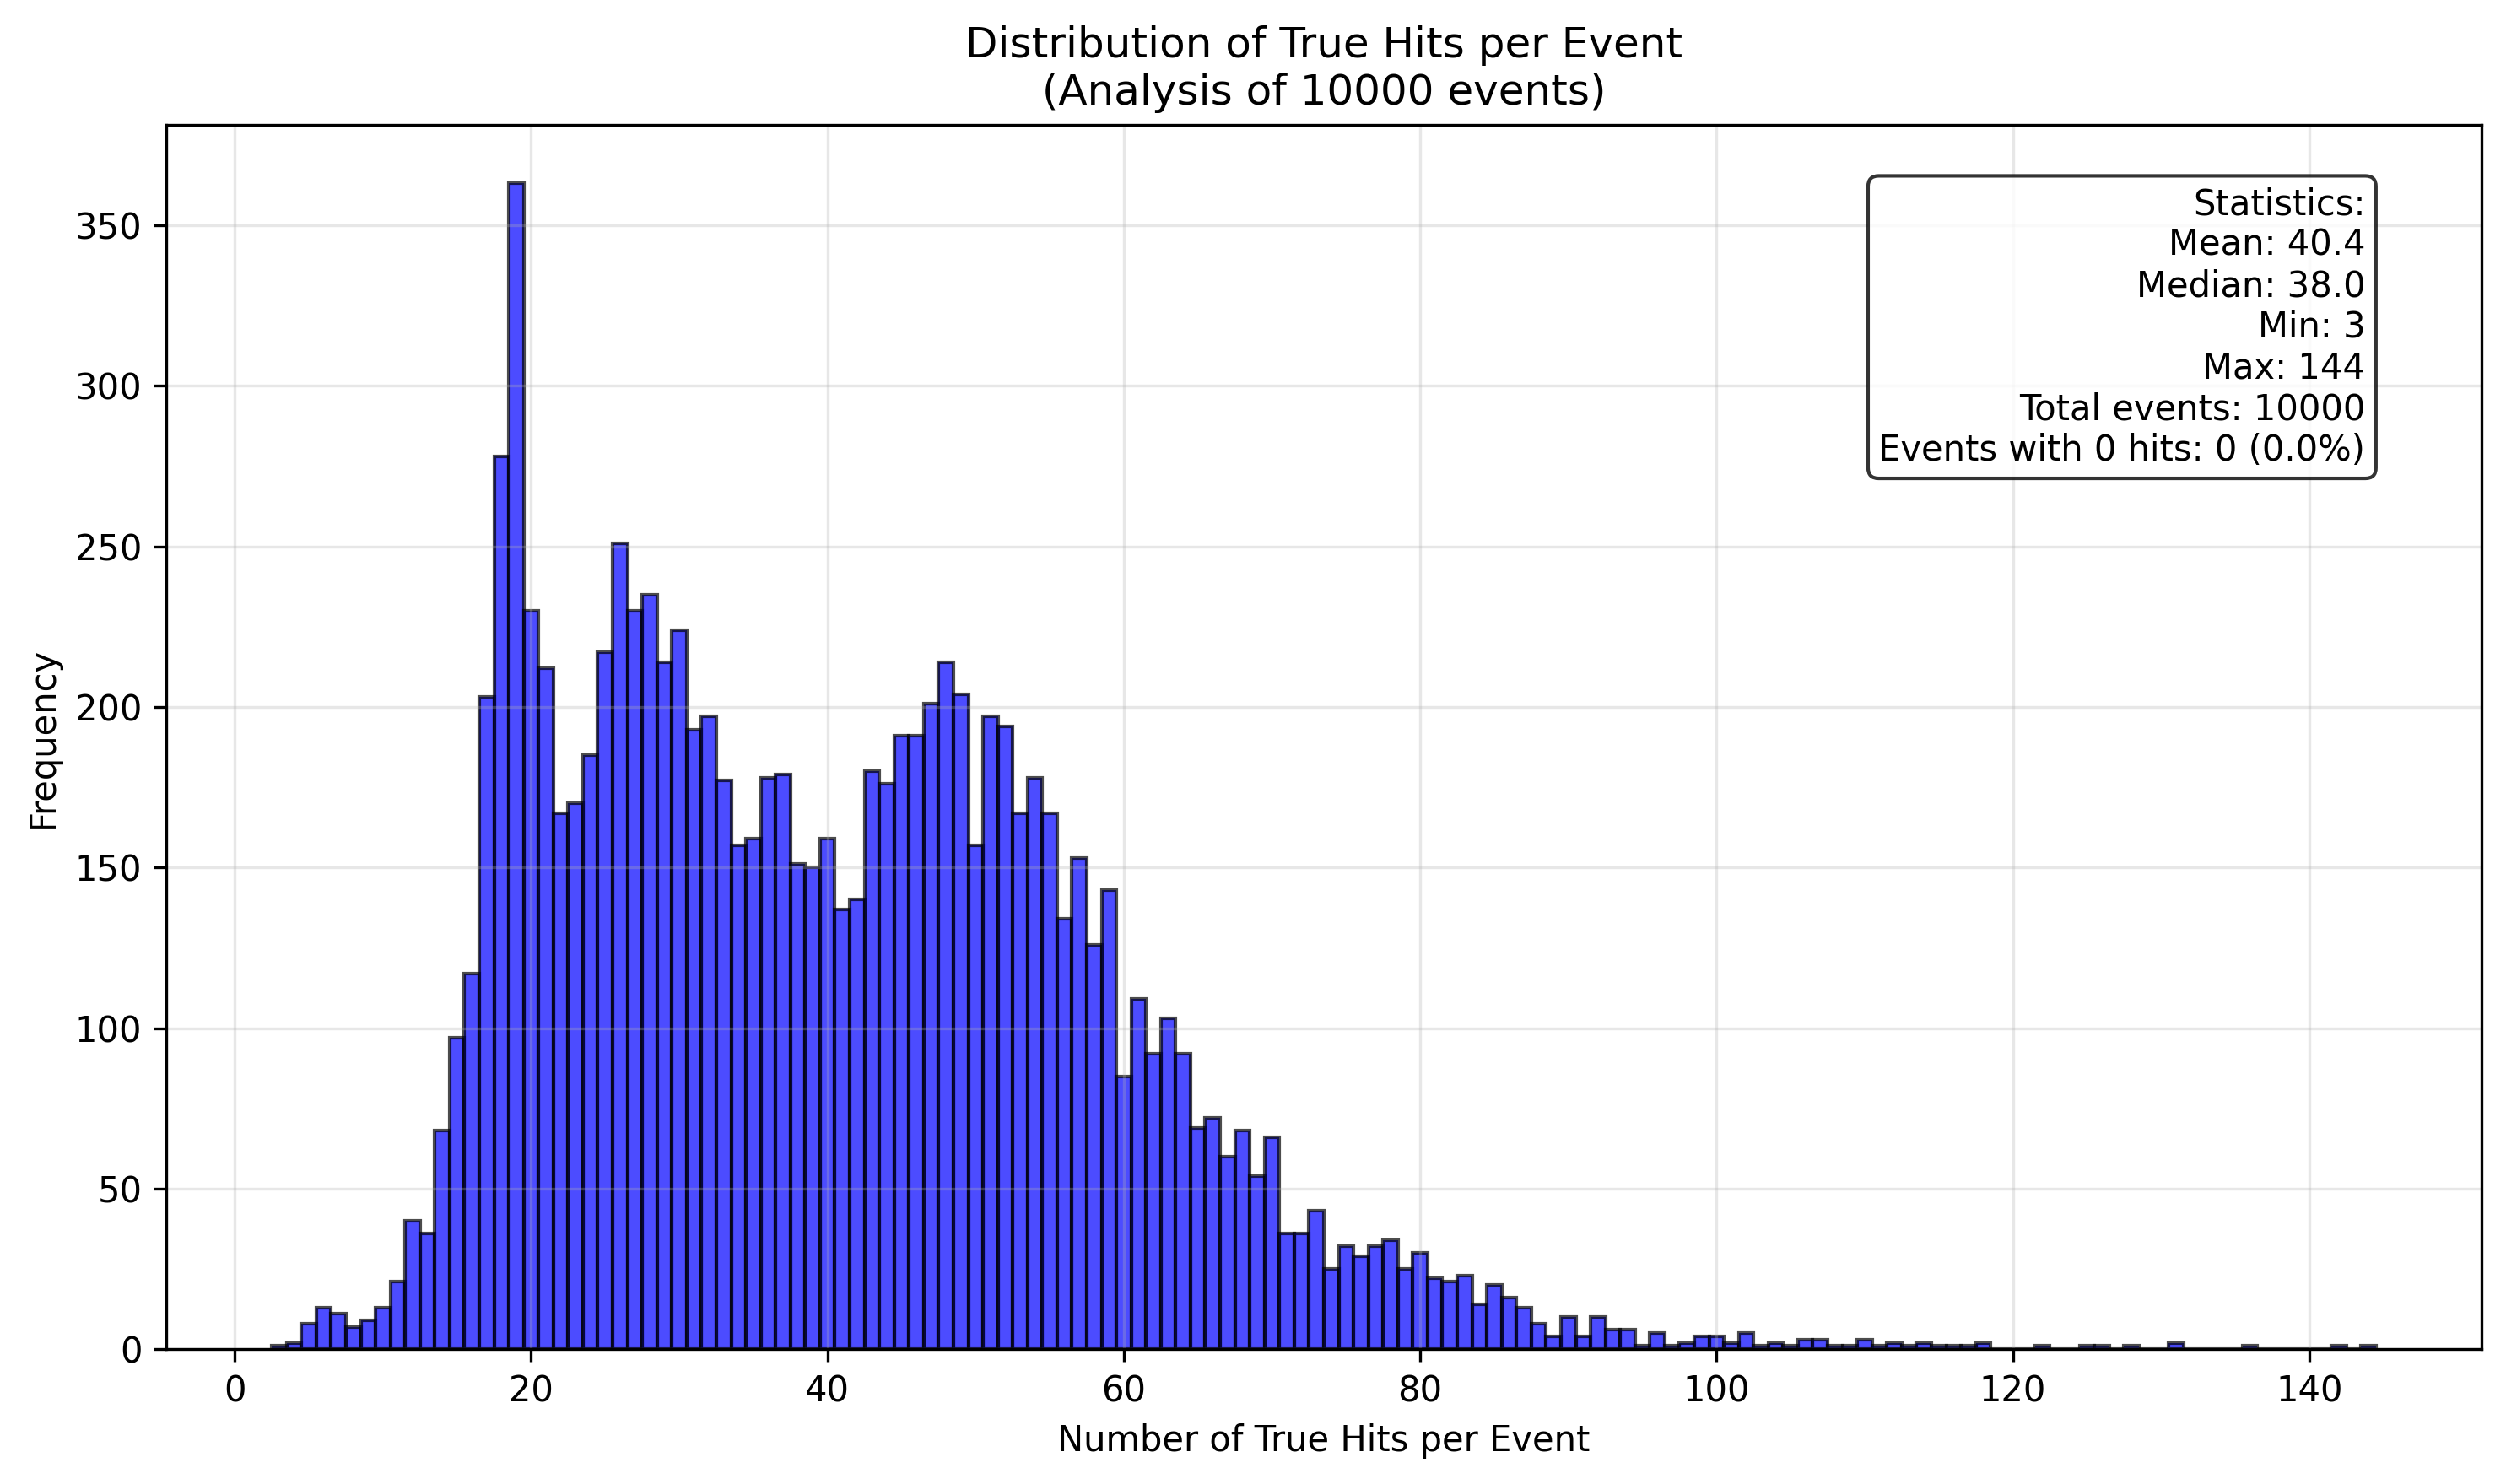 Distribution of True Hits per Event
(Analysis of 10000 events)
Statistics:
Mean: 40.4
Median: 38.0
Min: 3
Max: 144
Total events: 10000
Events with 0 hits: 0 (0.0%)
Frequency
350
300
250
200
150
100
50
0
0 20 40 60 80 100 120 140
Number of True Hits per Event